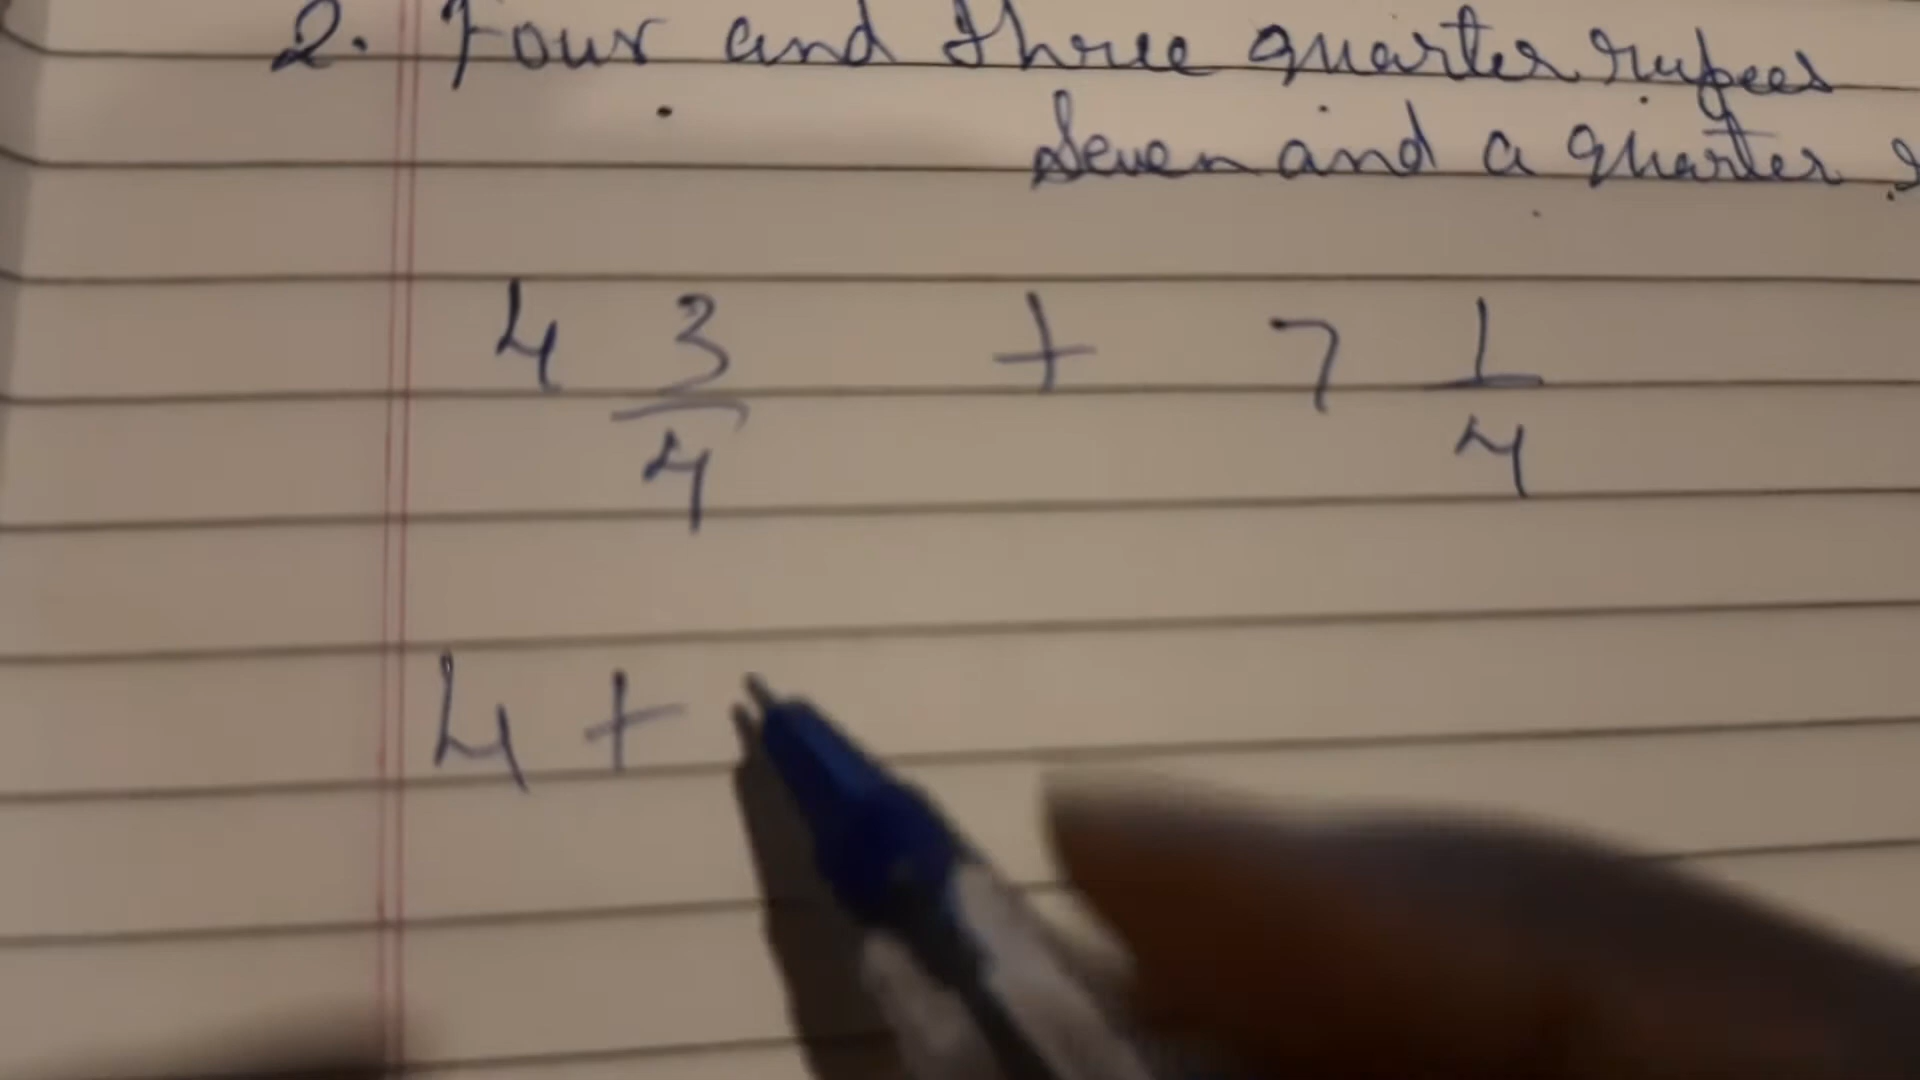 2. Four and three quarter rupees
Seven and a quarter
4 3/4 + 7 1/4
4 +